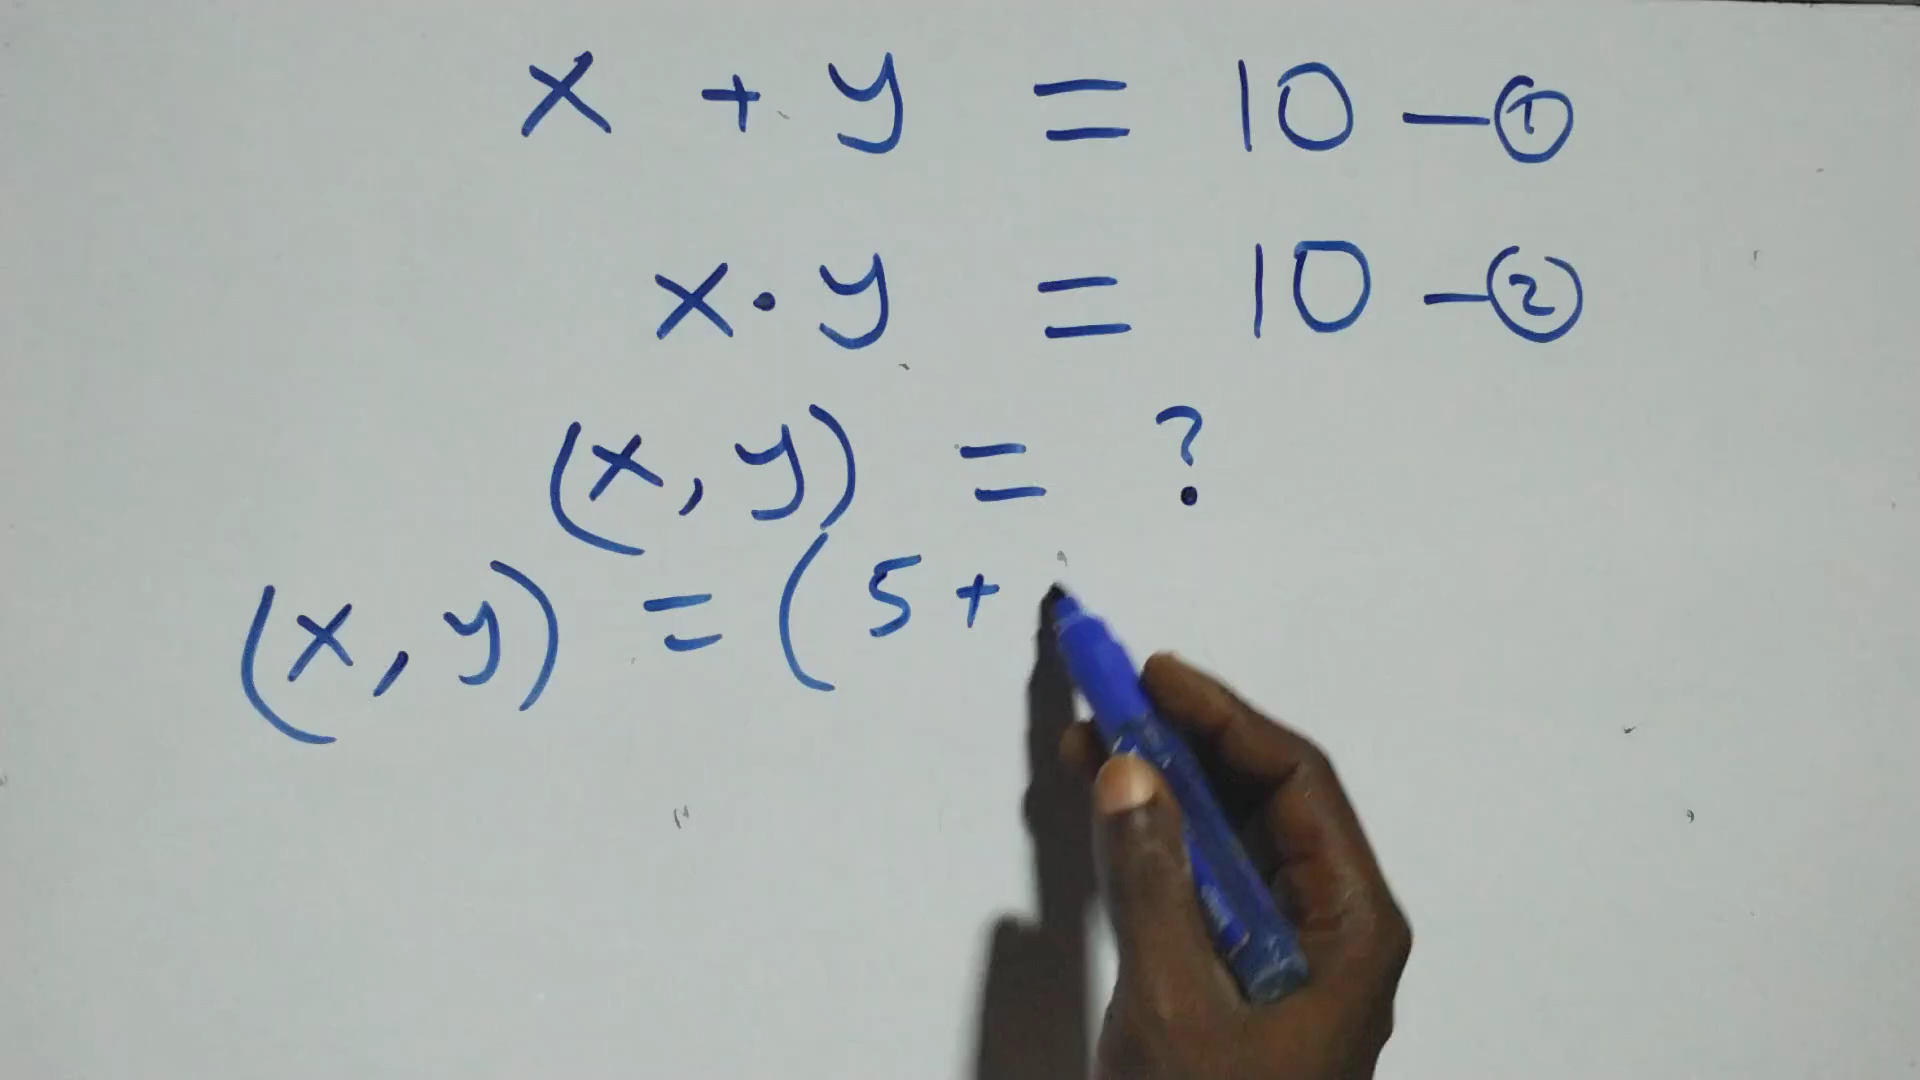 x + y = 10 — ①
x · y = 10 — ②
(x, y) = ?
(x, y) = (5 +